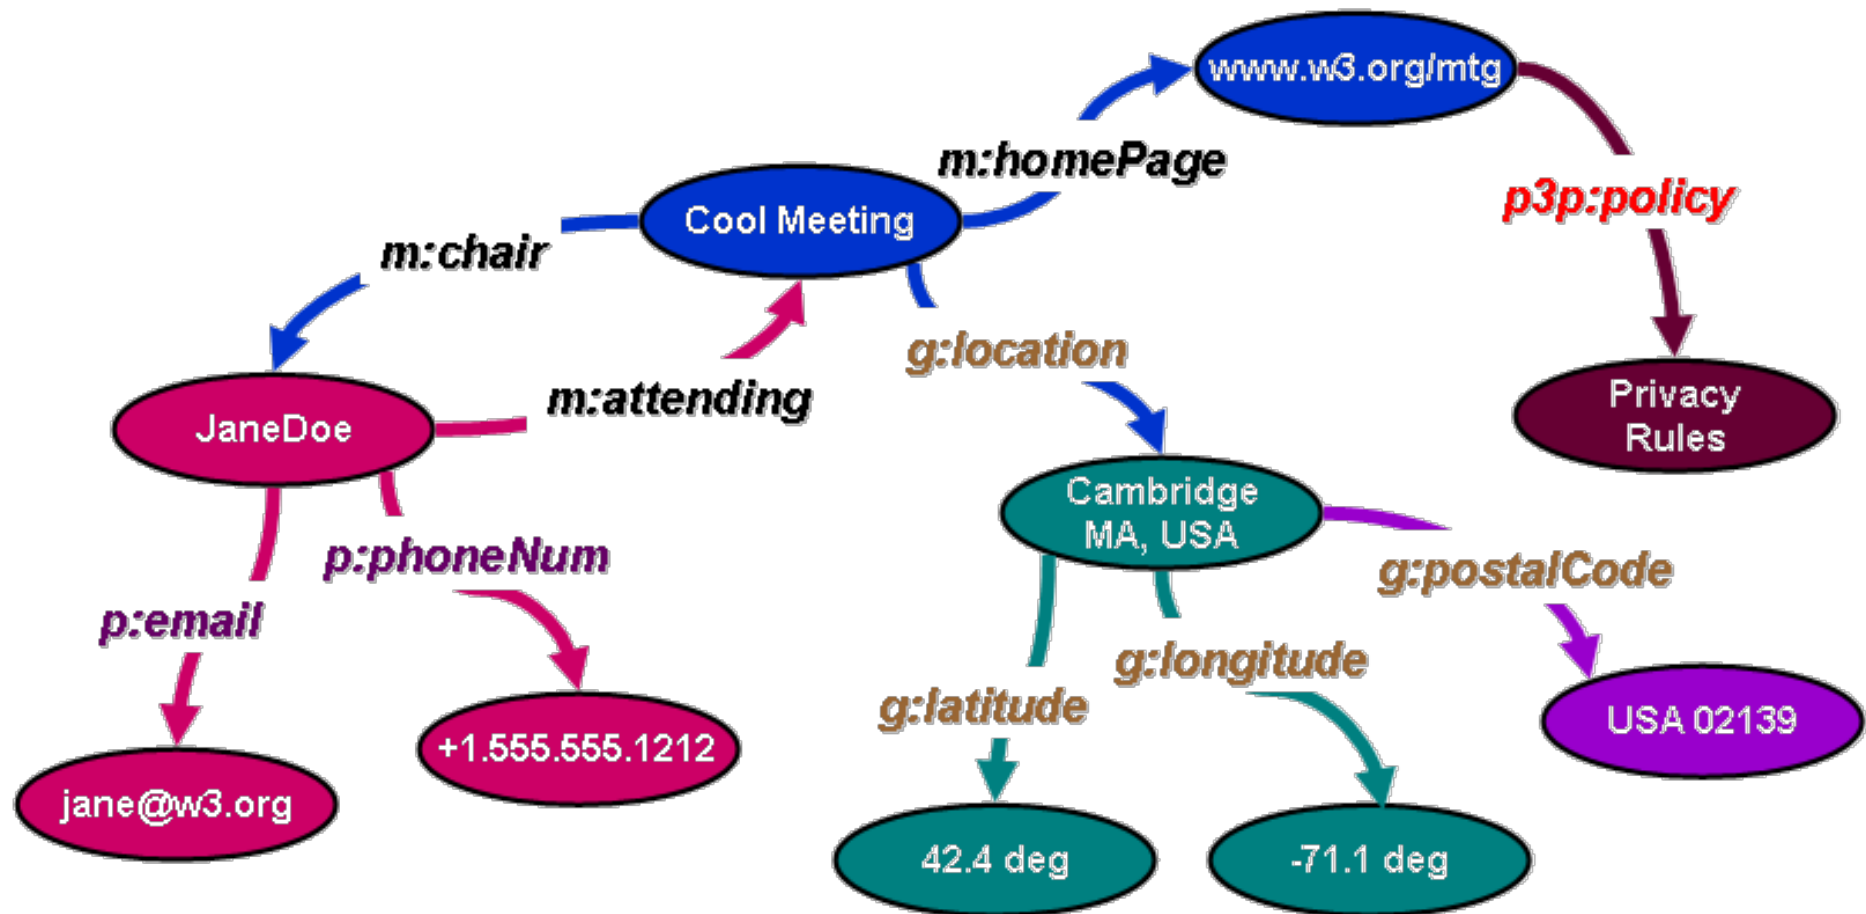 www.w3.org/mtg
m:homePage
p3p:policy
Cool Meeting
m:chair
g:location
m:attending
JaneDoe
Privacy
Rules
Cambridge
MA, USA
p:phoneNum
g:postalCode
p:email
g:longitude
g:latitude
USA 02139
+1.555.555.1212
jane@w3.org
42.4 deg
-71.1 deg